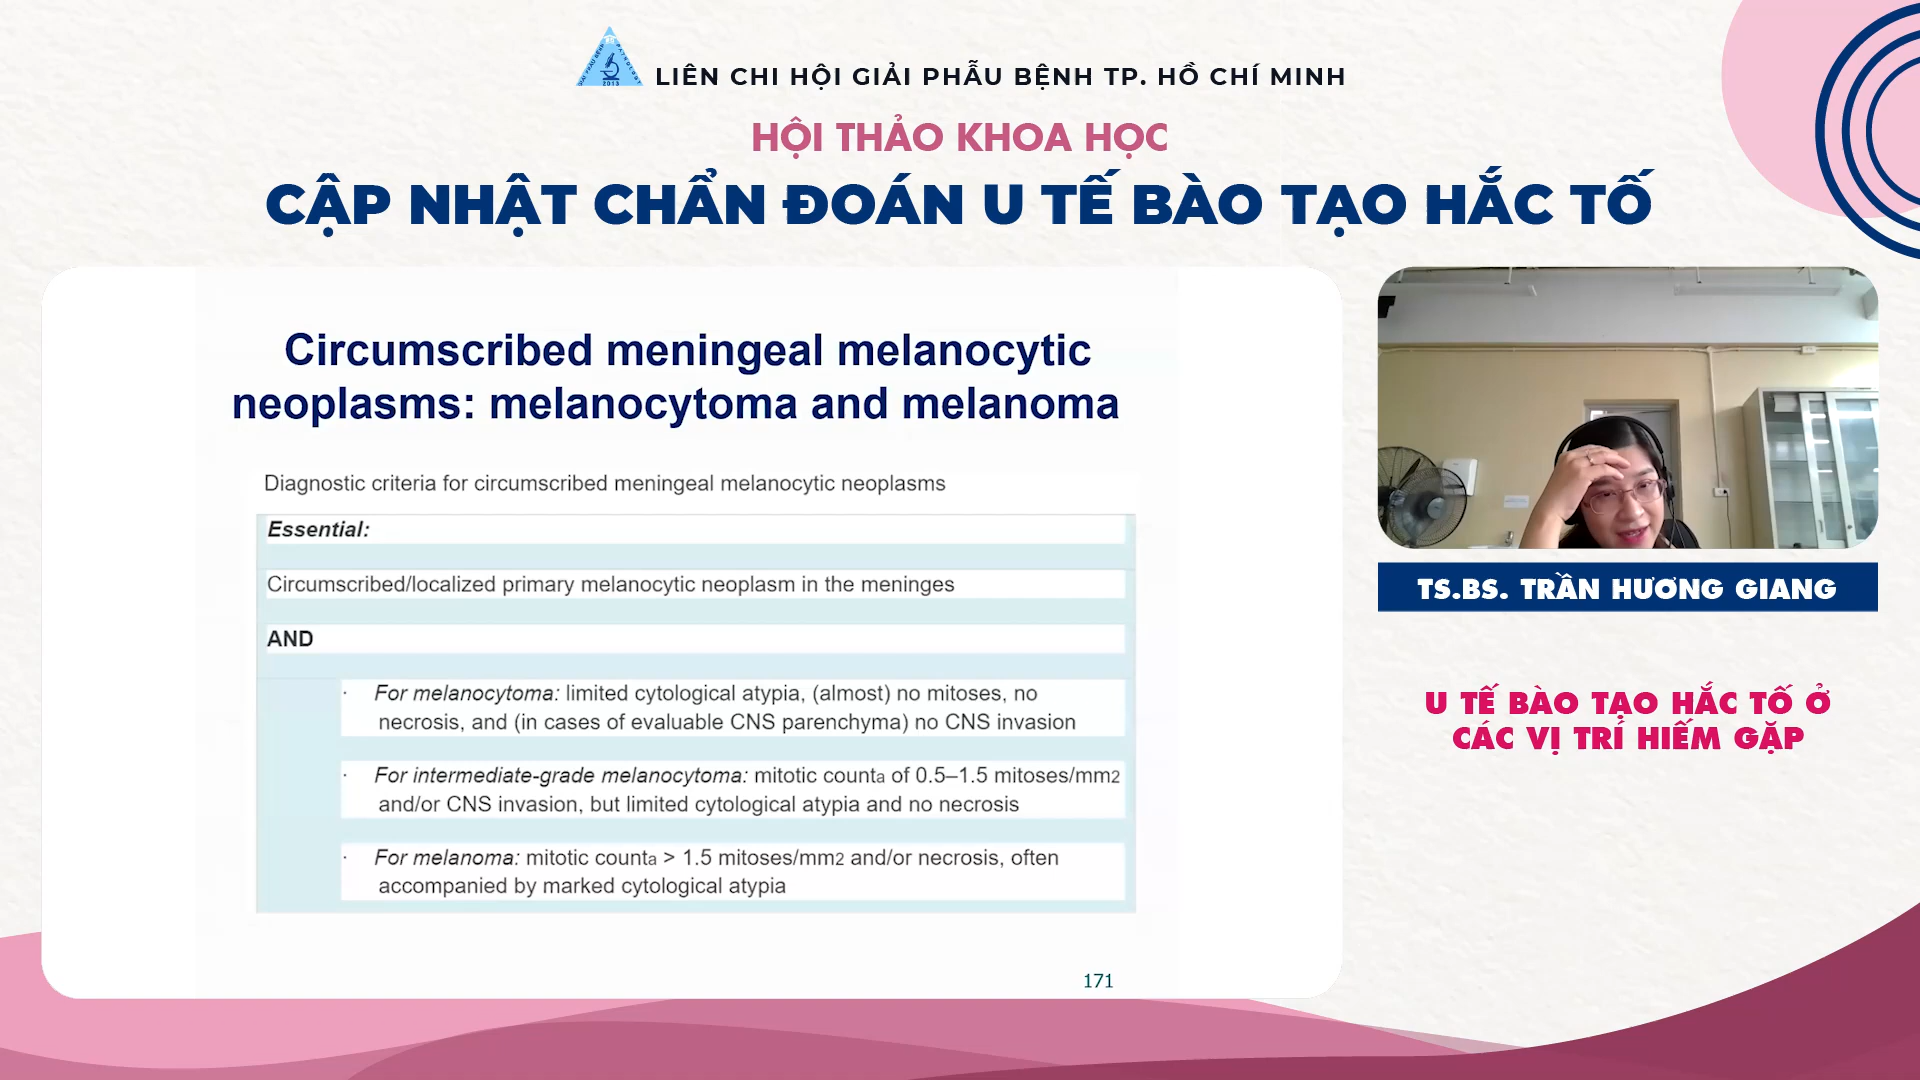 LIÊN CHI HỘI GIẢI PHẪU BỆNH TP. HỒ CHÍ MINH
HỘI THẢO KHOA HỌC
CẬP NHẬT CHẨN ĐOÁN U TẾ BÀO TẠO HẮC TỐ
Circumscribed meningeal melanocytic
neoplasms: melanocytoma and melanoma
Diagnostic criteria for circumscribed meningeal melanocytic neoplasms
Essential:
Circumscribed/localized primary melanocytic neoplasm in the meninges
AND
· For melanocytoma: limited cytological atypia, (almost) no mitoses, no
necrosis, and (in cases of evaluable CNS parenchyma) no CNS invasion
· For intermediate-grade melanocytoma: mitotic counta of 0.5–1.5 mitoses/mm2
and/or CNS invasion, but limited cytological atypia and no necrosis
· For melanoma: mitotic counta > 1.5 mitoses/mm2 and/or necrosis, often
accompanied by marked cytological atypia
171
TS.BS. TRẦN HƯƠNG GIANG
U TẾ BÀO TẠO HẮC TỐ Ở
CÁC VỊ TRÍ HIẾM GẶP
2013